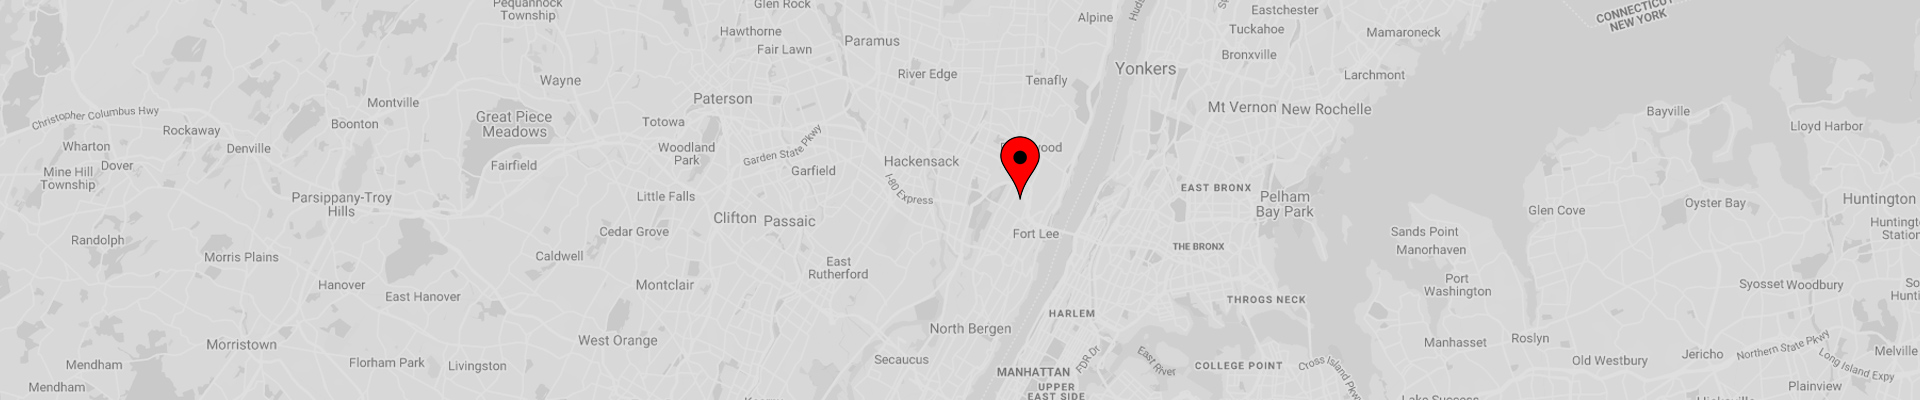 Pequannock
Township
Glen Rock
Alpine
Eastchester
CONNECTICUT
NEW YORK
Hawthorne
Tuckahoe
Mamaroneck
Paramus
Fair Lawn
Bronxville
River Edge
Tenafly
Yonkers
Larchmont
Wayne
Paterson
Montville
Mt Vernon
New Rochelle
Christopher Columbus Hwy
Great Piece
Meadows
Bayville
Rockaway
Boonton
Totowa
Lloyd Harbor
Wharton
Denville
Woodland
Park
Garden State Pkwy
Dover
Fairfield
Hackensack
Mine Hill
Township
Garfield
I-80 Express
EAST BRONX
Pelham
Bay Park
Parsippany-Troy
Hills
Little Falls
Huntington
Oyster Bay
Glen Cove
Clifton
Passaic
Cedar Grove
Fort Lee
Sands Point
Randolph
THE BRONX
Manorhaven
Morris Plains
Caldwell
East
Rutherford
Port
Washington
Hanover
Montclair
Syosset
Woodbury
East Hanover
THROGS NECK
HARLEM
North Bergen
Morristown
West Orange
Manhasset
Roslyn
Northern State Pkwy
Florham Park
Secaucus
FDR Dr
East River
Old Westbury
Jericho
Melville
Mendham
Livingston
COLLEGE POINT
Cross Island Pkwy
Long Island Expy
MANHATTAN
UPPER
EAST SIDE
Mendham
Plainview